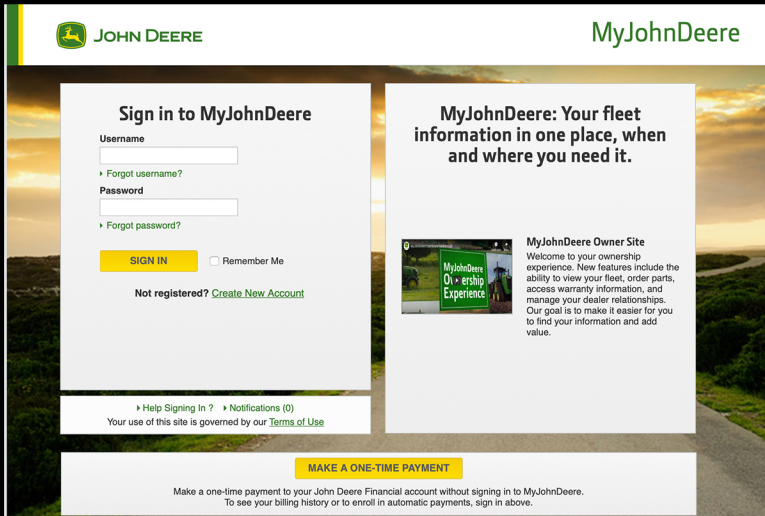 JOHN DEERE
MyJohnDeere
Sign in to MyJohnDeere
Username
Forgot username?
Password
Forgot password?
SIGN IN
Remember Me
Not registered? Create New Account
Help Signing In ?
Notifications (0)
Your use of this site is governed by our Terms of Use
MyJohnDeere: Your fleet
information in one place, when
and where you need it.
MyJohnDeere
Ownership
Experience
MyJohnDeere Owner Site
Welcome to your ownership
experience. New features include the
ability to view your fleet, order parts,
access warranty information, and
manage your dealer relationships.
Our goal is to make it easier for you
to find your information and add
value.
MAKE A ONE-TIME PAYMENT
Make a one-time payment to your John Deere Financial account without signing in to MyJohnDeere.
To see your billing history or to enroll in automatic payments, sign in above.